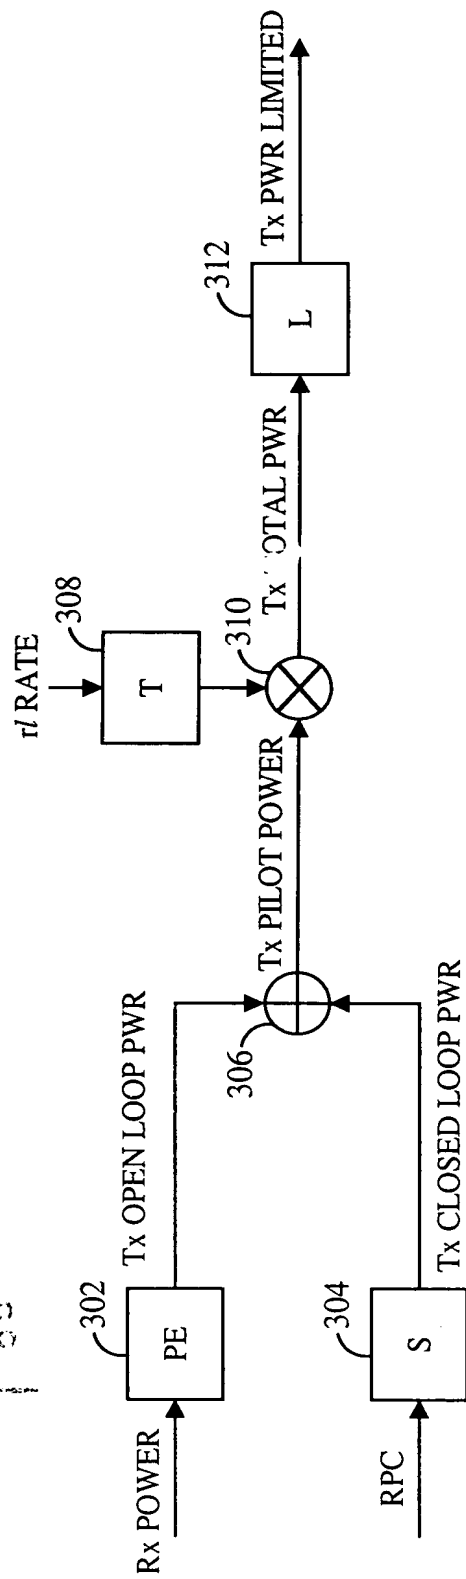 Rx POWER
302
PE
Tx OPEN LOOP PWR
RPC
304
S
Tx CLOSED LOOP PWR
306
Tx PILOT POWER
rl RATE
308
T
310
Tx OTAL PWR
312
L
Tx PWR LIMITED